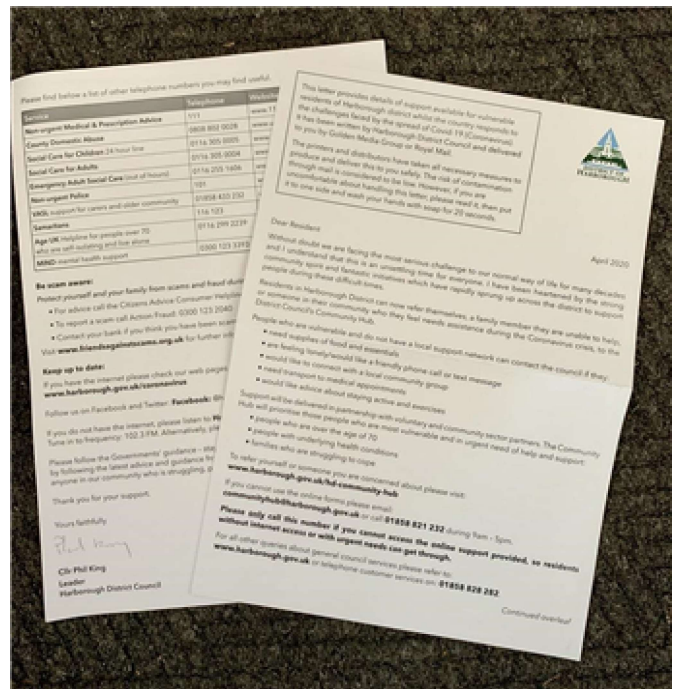 Please find below a list of other telephone numbers you may find useful.
Service Telephone Website
Non-urgent Medical & Prescription Advice 111 www.11
County Domestic Abuse 0808 802 0028
Social Care for Children 24 hour line 0116 305 0005 www
Social Care for Adults 0116 305 0004 www
Emergency Adult Social Care (out of hours) 0116 255 1606
Non-urgent Police 101
VASL support for carers and older community 01858 433 232
Samaritans 116 123
Age UK Helpline for people over 70 0116 299 2239
who are self-isolating and live alone
MIND mental health support 0300 123 3393
Be scam aware:
Protect yourself and your family from scams and fraud
• For advice call the Citizens Advice Consumer Helpline
• To report a scam call Action Fraud: 0300 123 2040
• Contact your bank if you think you have been scam
Visit www.friendsagainstscams.org.uk for further inf
Keep up to date:
If you have the internet please check our web pages
www.harborough.gov.uk/coronavirus
Follow us on Facebook and Twitter: Facebook:
If you do not have the internet, please listen to
Tune in to frequency: 102.3 FM. Alternatively, ple
Please follow the Governments' guidance – sta
by following the latest advice and guidance
anyone in our community who is struggling,
Thank you for your support.
Yours faithfully
Phil King
Cllr Phil King
Leader
Harborough District Council
This letter provides details of support available for vulnerable
residents of Harborough district whilst the country responds to
the challenges faced by the spread of Covid-19 (Coronavirus).
It has been written by Harborough District Council and delivered
to you by Golden Media Group or Royal Mail.
The printers and distributors have taken all necessary measures to
produce and deliver this to you safely. The risk of contamination
through mail is considered to be low. However, if you are
uncomfortable about handling this letter, please read it, then put
it to one side and wash your hands with soap for 20 seconds.
DISTRICT OF
HARBOROUGH
April 2020
Dear Resident
Without doubt we are facing the most serious challenge to our normal way of life for many decades
and I understand that this is an unsettling time for everyone. I have been heartened by the strong
community spirit and fantastic initiatives which have rapidly sprung up across the district to support
people during these difficult time.
Residents in Harborough District can now refer themselves, a family member they are unable to help,
or someone in their community who they feel needs assistance during the Coronavirus crisis, to the
District Council's Community Hub.
People who are vulnerable and do not have a local support network can contact the council if they:
• need supplies of food and essentials
• are feeling lonely/would like a friendly phone call or text message
• would like to connect with a local community group
• need transport to medical appointments
• would like advice about staying active and exercises
Support will be delivered in partnership with voluntary and community sector partners. The Community
Hub will prioritise those people who are most vulnerable and in urgent need of help and support:
• people who are over the age of 70
• people with underlying health conditions
• families who are struggling to cope
To refer yourself or someone you are concerned about please visit:
www.harborough.gov.uk/hd-community-hub
If you cannot use the online forms please email:
communityhub@harborough.gov.uk or call 01858 821 232 during 9am - 5pm.
Please only call this number if you cannot access the online support provided, so residents
without internet access or with urgent needs can get through.
For all other queries about general council services please refer to:
www.harborough.gov.uk or telephone customer services on: 01858 828 282.
Continued overleaf